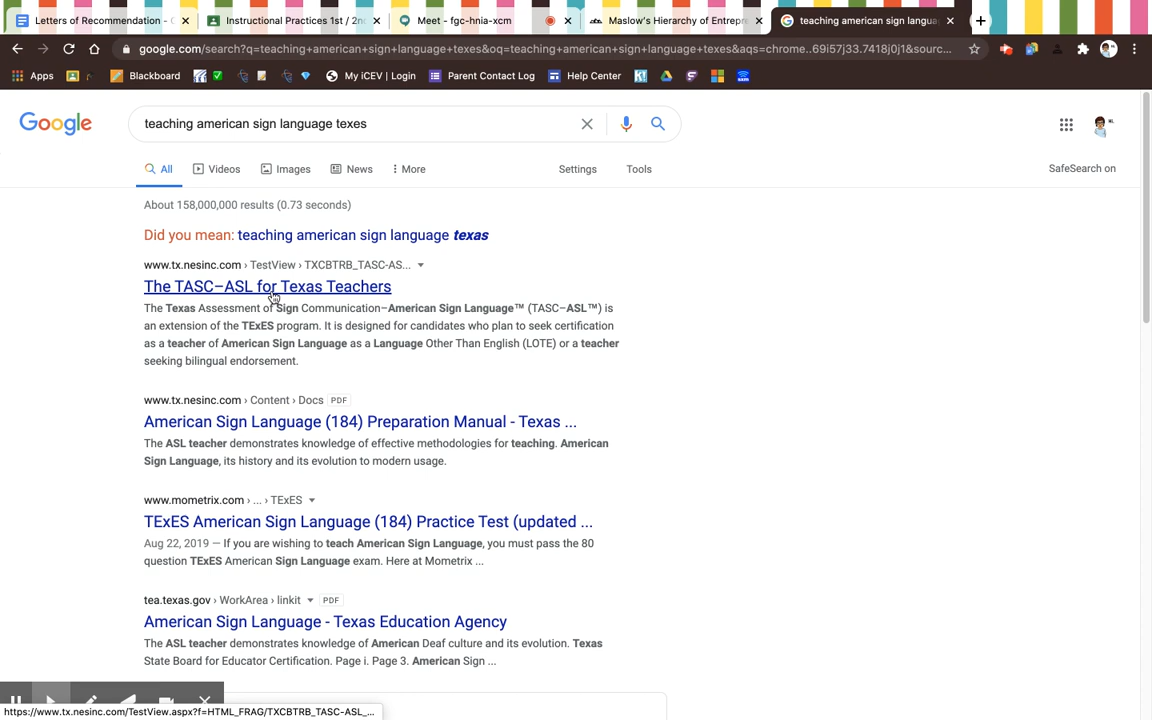 Letters of Recommendation -
Instructional Practices 1st / 2n
Meet - fgc-hnia-xcm
Maslow's Hierarchy of Entrepr
teaching american sign langua
google.com/search?q=teaching+american+sign+language+texes&oq=teaching+american+sign+language+texes&aqs=chrome..69i57j33.7418j0j1&sourc...
Apps
Blackboard
My iCEV | Login
Parent Contact Log
Help Center
Google
teaching american sign language texes
All
Videos
Images
News
More
Settings
Tools
SafeSearch on
About 158,000,000 results (0.73 seconds)
Did you mean: teaching american sign language texas
www.tx.nesinc.com › TestView › TXCBTRB_TASC-AS...
The TASC–ASL for Texas Teachers
The Texas Assessment of Sign Communication–American Sign Language™ (TASC–ASL™) is
an extension of the TExES program. It is designed for candidates who plan to seek certification
as a teacher of American Sign Language as a Language Other Than English (LOTE) or a teacher
seeking bilingual endorsement.
www.tx.nesinc.com › Content › Docs PDF
American Sign Language (184) Preparation Manual - Texas ...
The ASL teacher demonstrates knowledge of effective methodologies for teaching. American
Sign Language, its history and its evolution to modern usage.
www.mometrix.com › ... › TExES
TExES American Sign Language (184) Practice Test (updated ...
Aug 22, 2019 — If you are wishing to teach American Sign Language, you must pass the 80
question TExES American Sign Language exam. Here at Mometrix ...
tea.texas.gov › WorkArea › linkit PDF
American Sign Language - Texas Education Agency
The ASL teacher demonstrates knowledge of American Deaf culture and its evolution. Texas
State Board for Educator Certification. Page i. Page 3. American Sign ...
https://www.tx.nesinc.com/TestView.aspx?f=HTML_FRAG/TXCBTRB_TASC-ASL_...